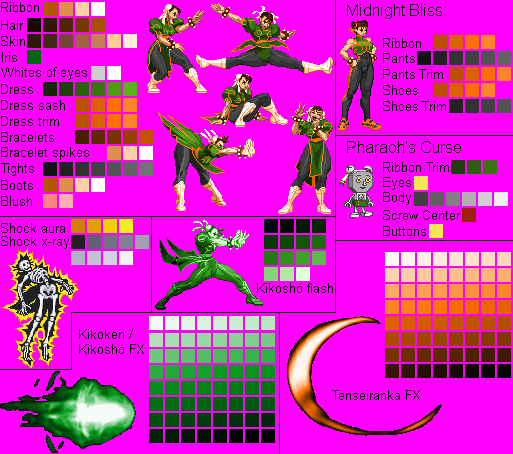 Ribbon
Hair
Skin
Iris
Whites of eyes
Dress
Dress sash
Dress trim
Bracelets
Bracelet spikes
Tights
Boots
Blush
Midnight Bliss
Ribbon
Pants
Pants Trim
Shoes
Shoes Trim
Pharaoh's Curse
Ribbon Trim
Eyes
Body
Screw Center
Buttons
Shock aura
Shock x-ray
Kikosho flash
Kikoken /
Kikosho FX
Tenseiranka FX